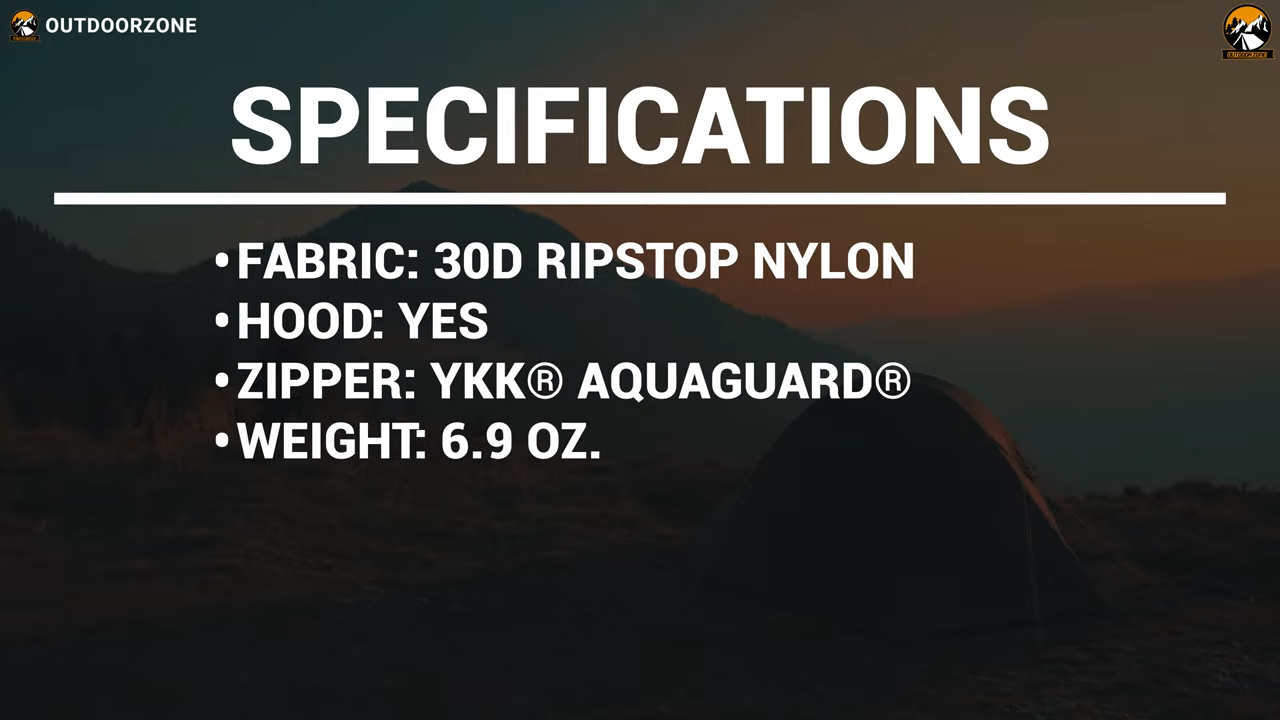 OUTDOORZONE
SPECIFICATIONS
• FABRIC: 30D RIPSTOP NYLON
• HOOD: YES
• ZIPPER: YKK® AQUAGUARD®
• WEIGHT: 6.9 OZ.